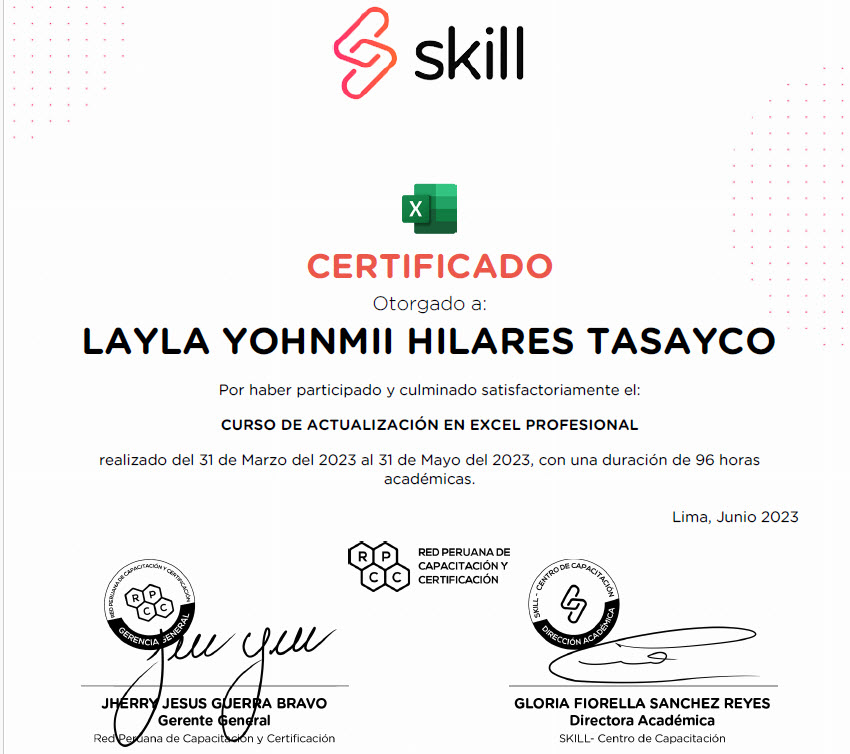 skill
X
CERTIFICADO
Otorgado a:
LAYLA YOHNMII HILARES TASAYCO
Por haber participado y culminado satisfactoriamente el:
CURSO DE ACTUALIZACIÓN EN EXCEL PROFESIONAL
realizado del 31 de Marzo del 2023 al 31 de Mayo del 2023, con una duración de 96 horas
académicas.
Lima, Junio 2023
R P
C C
RED PERUANA DE
CAPACITACIÓN Y
CERTIFICACIÓN
RED PERUANA DE CAPACITACIÓN Y CERTIFICACIÓN
R P
C C
GERENCIA GENERAL
SKILL - CENTRO DE CAPACITACIÓN
DIRECCIÓN ACADÉMICA
JHERRY JESUS GUERRA BRAVO
Gerente General
Red Peruana de Capacitación y Certificación
GLORIA FIORELLA SANCHEZ REYES
Directora Académica
SKILL- Centro de Capacitación